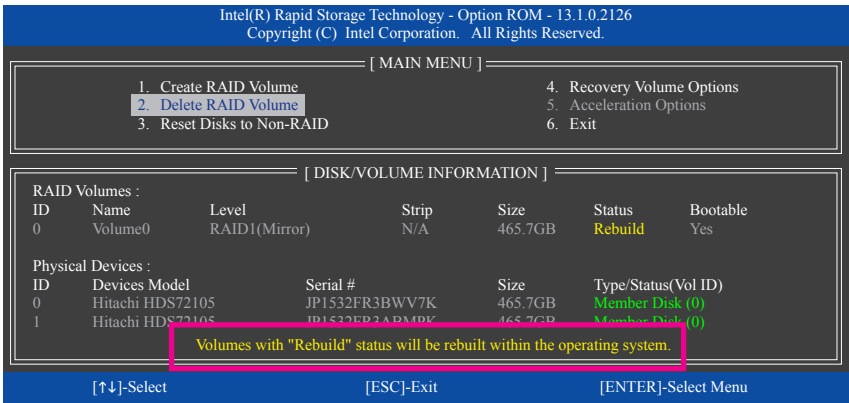 Intel(R) Rapid Storage Technology - Option ROM - 13.1.0.2126
Copyright (C) Intel Corporation. All Rights Reserved.
[ MAIN MENU ]
1. Create RAID Volume
2. Delete RAID Volume
3. Reset Disks to Non-RAID
4. Recovery Volume Options
5. Acceleration Options
6. Exit
[ DISK/VOLUME INFORMATION ]
RAID Volumes :
ID Name Level Strip Size Status Bootable
0 Volume0 RAID1(Mirror) N/A 465.7GB Rebuild Yes
Physical Devices :
ID Devices Model Serial # Size Type/Status(Vol ID)
0 Hitachi HDS72105 JP1532FR3BWV7K 465.7GB Member Disk (0)
1 Hitachi HDS72105 JP1532FR3ABMPK 465.7GB Member Disk (0)
Volumes with "Rebuild" status will be rebuilt within the operating system.
[↑↓]-Select [ESC]-Exit [ENTER]-Select Menu